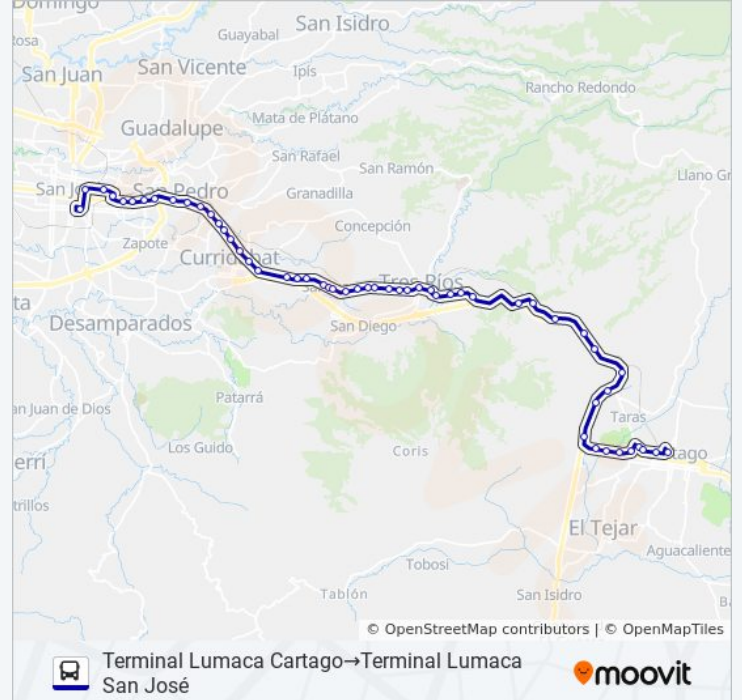 Domingo
San Isidro
Rosa
Guayabal
San Vicente
Ipís
San Juan
Rancho Redondo
Mata de Plátano
Guadalupe
San Rafael
San Ramón
Llano Gr
San J
San Pedro
Granadilla
Concepción
Zapote
Curridabat
Tres Ríos
ta
Desamparados
San Diego
Patarrá
an Juan de Dios
Taras
Los Guido
Coris
tago
erri
trillos
El Tejar
Aguacaliente
Tobosi
Tablón
San Isidro
© OpenStreetMap contributors | © OpenMapTiles
Terminal Lumaca Cartago→Terminal Lumaca
San José
moovit